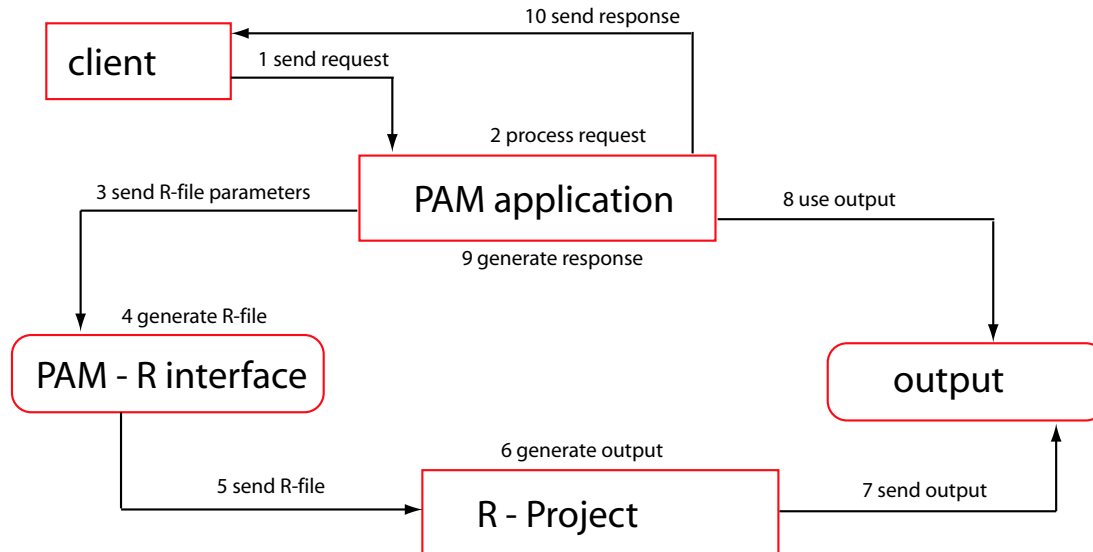 10 send response
client
1 send request
2 process request
3 send R-file parameters
PAM application
8 use output
9 generate response
4 generate R-file
PAM - R interface
output
6 generate output
5 send R-file
7 send output
R - Project